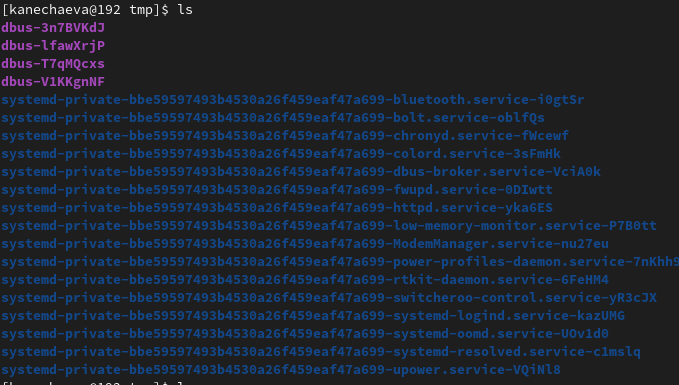 [kanechaeva@192 tmp]$ ls
dbus-3n7BVKdJ
dbus-lfawXrjP
dbus-T7qMQcxs
dbus-V1KKgnNF
systemd-private-bbe59597493b4530a26f459eaf47a699-bluetooth.service-i0gtSr
systemd-private-bbe59597493b4530a26f459eaf47a699-bolt.service-oblfQs
systemd-private-bbe59597493b4530a26f459eaf47a699-chronyd.service-fWcewf
systemd-private-bbe59597493b4530a26f459eaf47a699-colord.service-3sFmHk
systemd-private-bbe59597493b4530a26f459eaf47a699-dbus-broker.service-VciA0k
systemd-private-bbe59597493b4530a26f459eaf47a699-fwupd.service-0DIwtt
systemd-private-bbe59597493b4530a26f459eaf47a699-httpd.service-yka6ES
systemd-private-bbe59597493b4530a26f459eaf47a699-low-memory-monitor.service-P7B0tt
systemd-private-bbe59597493b4530a26f459eaf47a699-ModemManager.service-nu27eu
systemd-private-bbe59597493b4530a26f459eaf47a699-power-profiles-daemon.service-7nKhh9
systemd-private-bbe59597493b4530a26f459eaf47a699-rtkit-daemon.service-6FeHM4
systemd-private-bbe59597493b4530a26f459eaf47a699-switcheroo-control.service-yR3cJX
systemd-private-bbe59597493b4530a26f459eaf47a699-systemd-logind.service-kazUMG
systemd-private-bbe59597493b4530a26f459eaf47a699-systemd-oomd.service-UOv1d0
systemd-private-bbe59597493b4530a26f459eaf47a699-systemd-resolved.service-c1mslq
systemd-private-bbe59597493b4530a26f459eaf47a699-upower.service-VQiNl8
[kanechaeva@192 tmp]$ ls